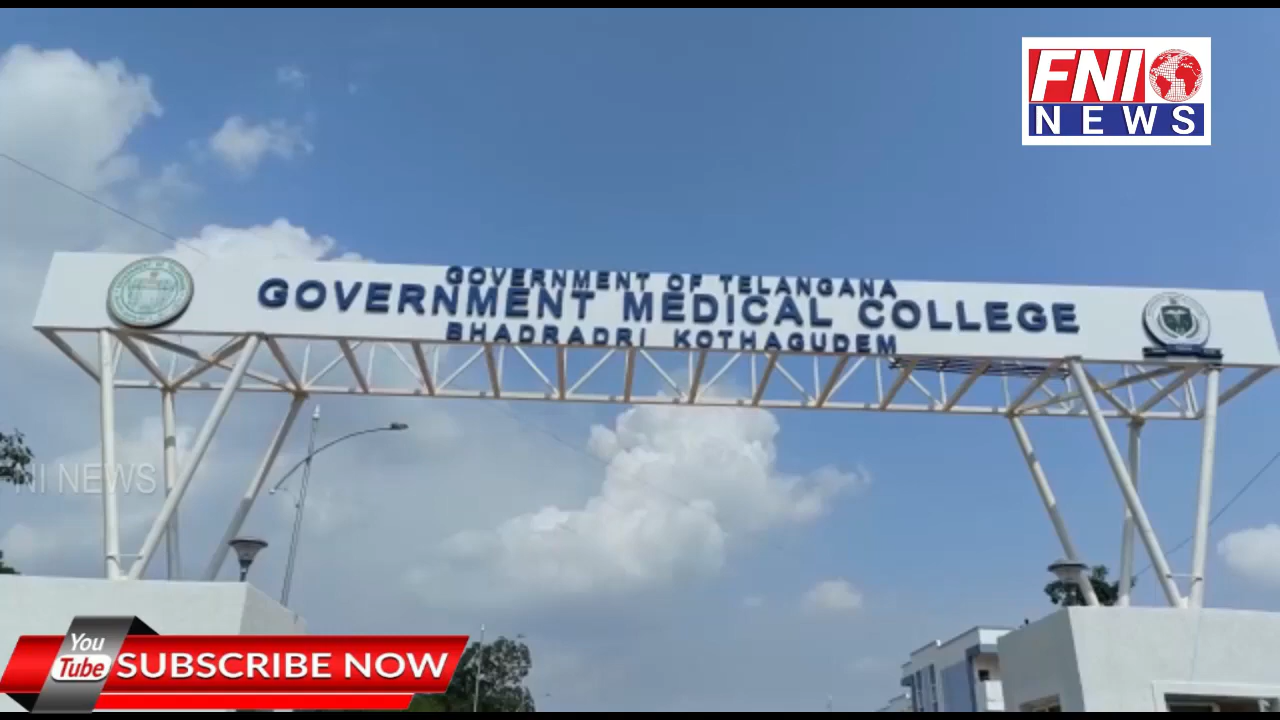 FNI
NEWS
GOVERNMENT OF TELANGANA
GOVERNMENT MEDICAL COLLEGE
BHADRADRI KOTHAGUDEM
NI NEWS
You
Tube
SUBSCRIBE NOW